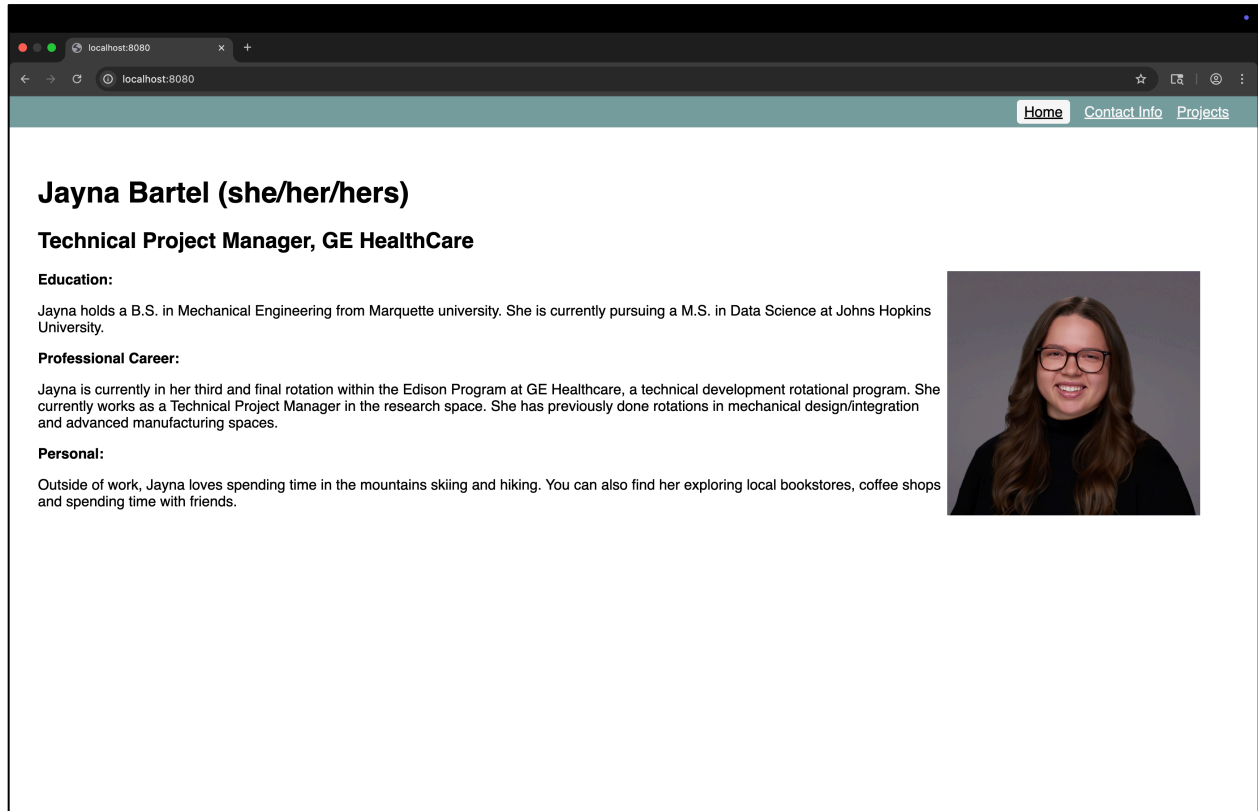 localhost:8080
localhost:8080
Home Contact Info Projects
Jayna Bartel (she/her/hers)
Technical Project Manager, GE HealthCare
Education:
Jayna holds a B.S. in Mechanical Engineering from Marquette university. She is currently pursuing a M.S. in Data Science at Johns Hopkins
University.
Professional Career:
Jayna is currently in her third and final rotation within the Edison Program at GE Healthcare, a technical development rotational program. She
currently works as a Technical Project Manager in the research space. She has previously done rotations in mechanical design/integration
and advanced manufacturing spaces.
Personal:
Outside of work, Jayna loves spending time in the mountains skiing and hiking. You can also find her exploring local bookstores, coffee shops
and spending time with friends.